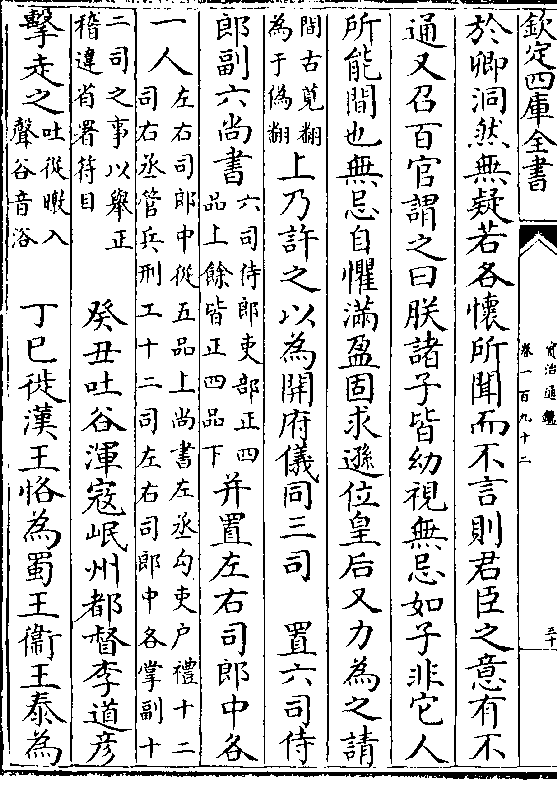 欽定四庫全書
資治通鑑
卷一百九十二
五十
於卿洞然無疑若各懷所聞而不言則君臣之意有不
通又召百官謂之曰朕諸子皆幼視無忌如子非它人
所能間也無忌自懼滿盈固求遜位皇后又力為之請
間古莧翻
為于偽翻
上乃許之以為開府儀同三司　置六司侍
郎副六尚書
六司侍郎吏部正四
品上餘皆正四品下
并置左右司郎中各
一人
左右司郎中從五品上尚書左丞勾吏户禮十二
司右丞管兵刑工十二司左右司郎中各掌副十
二司之事以舉正
稽違省署符目
癸丑吐谷渾寇岷州都督李道彦
擊走之
吐從暾入
聲谷音浴
丁巳徙漢王恪為蜀王衞王泰為